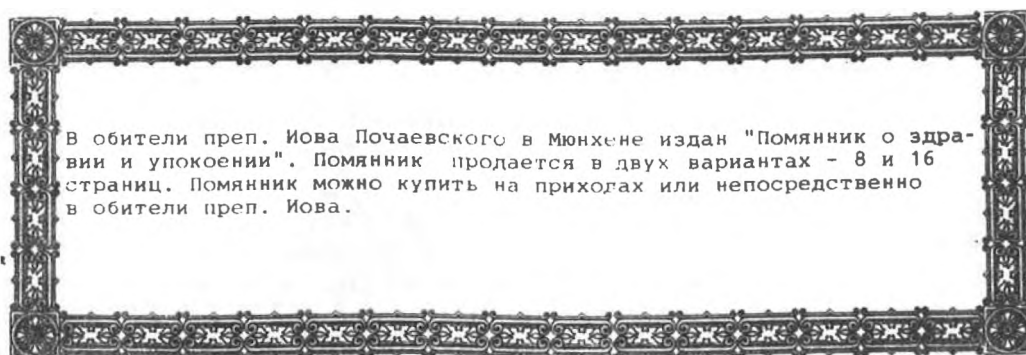 В обители преп. Иова Почаевского в Мюнхене издан "Помянник о здра-
вии и упокоении". Помянник продается в двух вариантах - 8 и 16
страниц. Помянник можно купить на приходах или непосредственно
в обители преп. Иова.